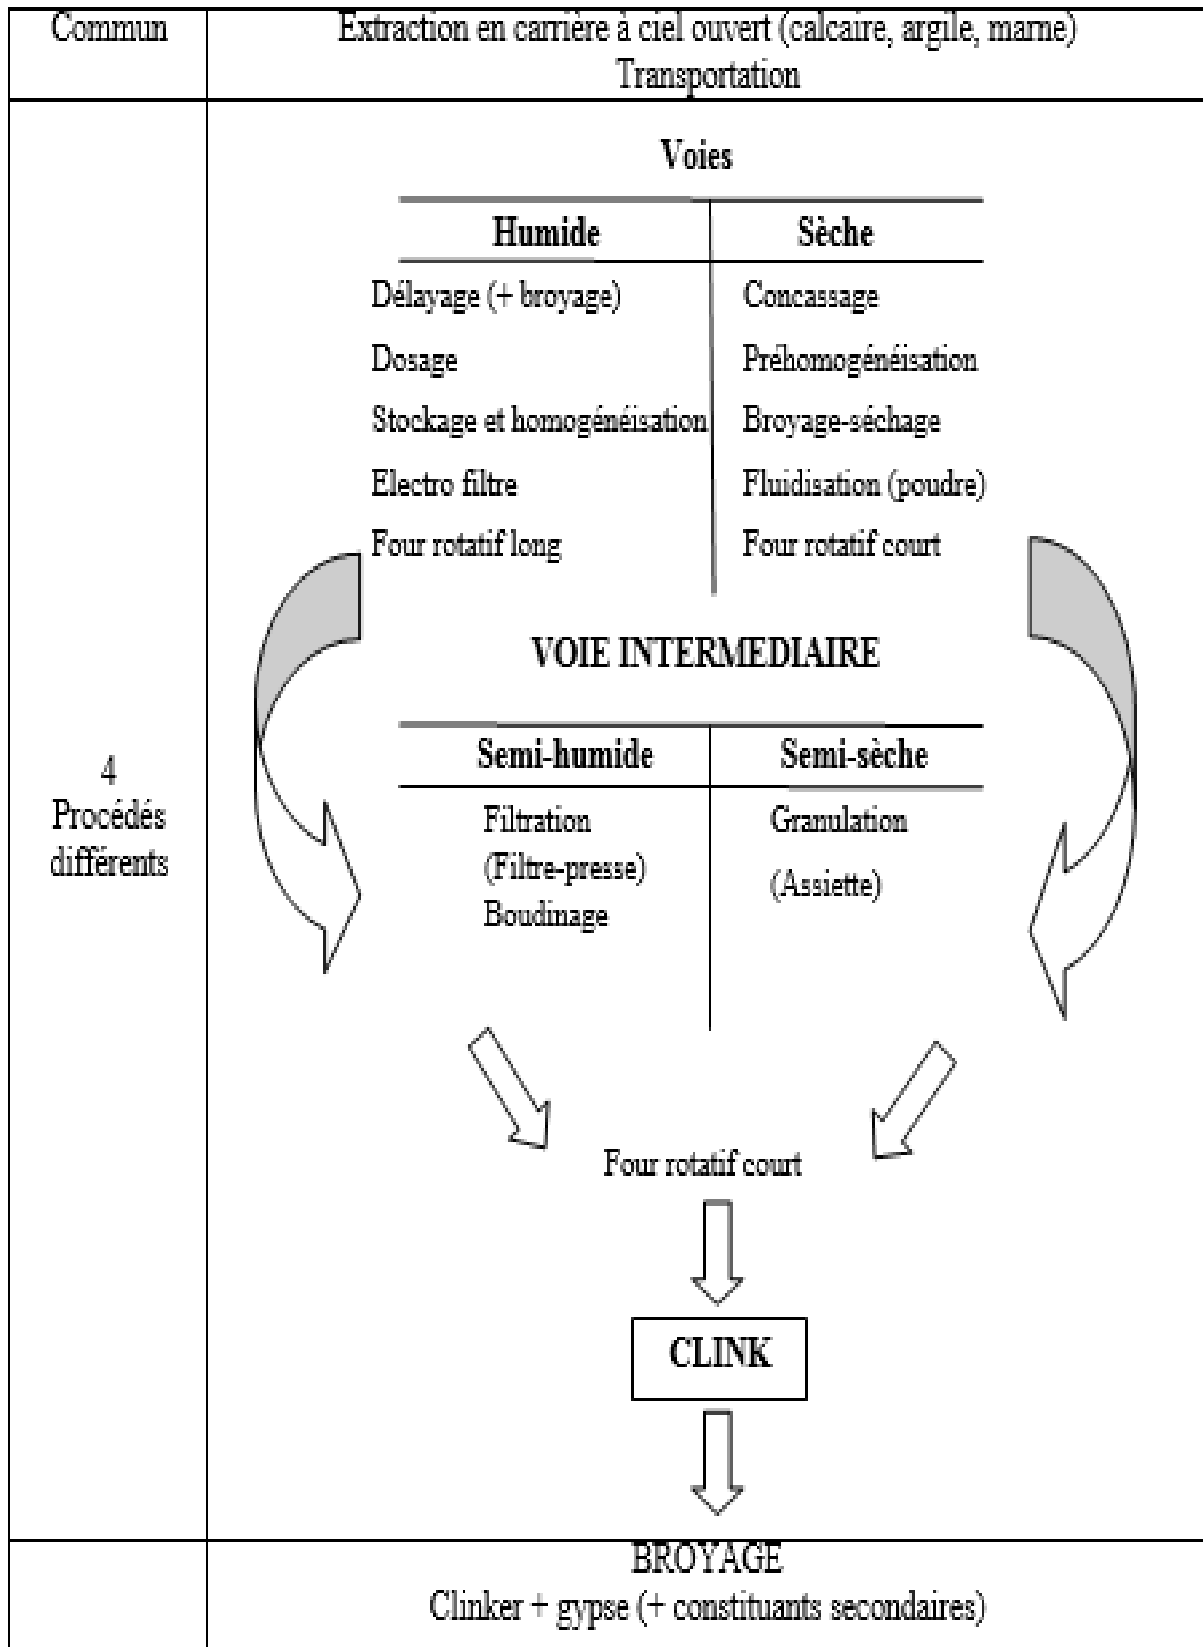 Commun
Extraction en carrière à ciel ouvert (calcaire, argile, marne)
Transportation
4
Procédés
différents
Voies
Humide
Sèche
Délayage (+ broyage)
Concassage
Dosage
Préhomogénéisation
Stockage et homogénéisation
Broyage-séchage
Electro filtre
Fluidisation (poudre)
Four rotatif long
Four rotatif court
VOIE INTERMEDIAIRE
Semi-humide
Semi-sèche
Filtration
Granulation
(Filtre-presse)
(Assiette)
Boudinage
Four rotatif court
CLINK
BROYAGE
Clinker + gypse (+ constituants secondaires)